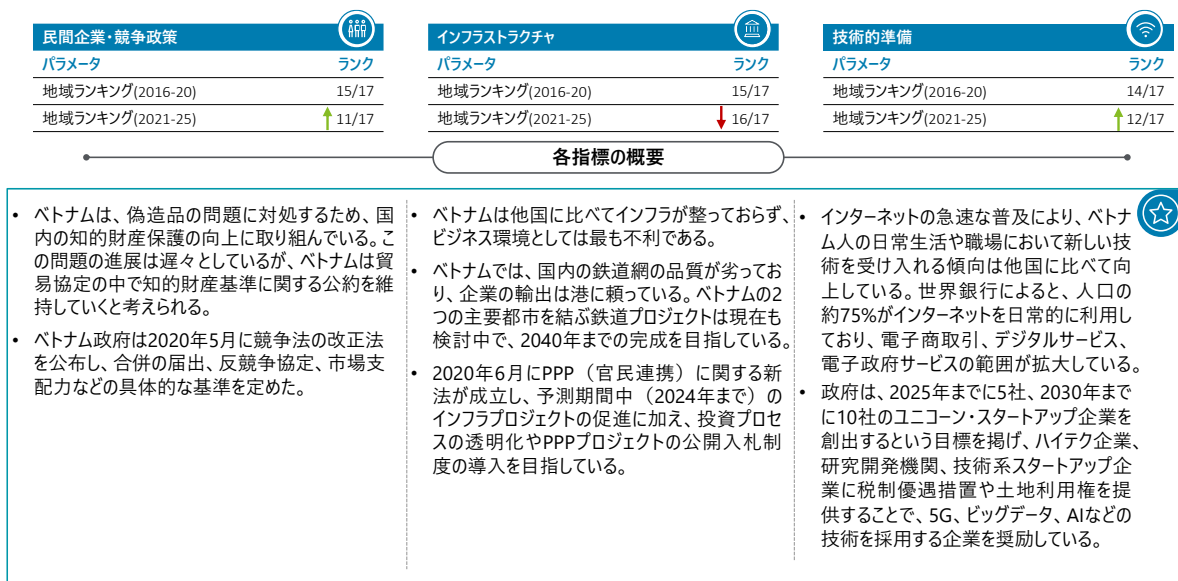 民間企業・競争政策
パラメータ ランク
地域ランキング(2016-20) 15/17
地域ランキング(2021-25) 11/17
インフラストラクチャ
パラメータ ランク
地域ランキング(2016-20) 15/17
地域ランキング(2021-25) 16/17
技術的準備
パラメータ ランク
地域ランキング(2016-20) 14/17
地域ランキング(2021-25) 12/17
各指標の概要
• ベトナムは、偽造品の問題に対処するため、国
内の知的財産保護の向上に取り組んでいる。こ
の問題の進展は遅々としているが、ベトナムは貿
易協定の中で知的財産基準に関する公約を維
持していくと考えられる。
• ベトナム政府は2020年5月に競争法の改正法
を公布し、合併の届出、反競争協定、市場支
配力などの具体的な基準を定めた。
• ベトナムは他国に比べてインフラが整っておらず、
ビジネス環境としては最も不利である。
• ベトナムでは、国内の鉄道網の品質が劣ってお
り、企業の輸出は港に頼っている。ベトナムの2
つの主要都市を結ぶ鉄道プロジェクトは現在も
検討中で、2040年までの完成を目指している。
• 2020年6月にPPP（官民連携）に関する新
法が成立し、予測期間中（2024年まで）の
インフラプロジェクトの促進に加え、投資プロセ
スの透明化やPPPプロジェクトの公開入札制
度の導入を目指している。
• インターネットの急速な普及により、ベトナ
ム人の日常生活や職場において新しい技
術を受け入れる傾向は他国に比べて向
上している。世界銀行によると、人口の
約75%がインターネットを日常的に利用し
ており、電子商取引、デジタルサービス、
電子政府サービスの範囲が拡大している。
• 政府は、2025年までに5社、2030年まで
に10社のユニコーン・スタートアップ企業を
創出するという目標を掲げ、ハイテク企業、
研究開発機関、技術系スタートアップ企
業に税制優遇措置や土地利用権を提
供することで、5G、ビッグデータ、AIなどの
技術を採用する企業を奨励している。